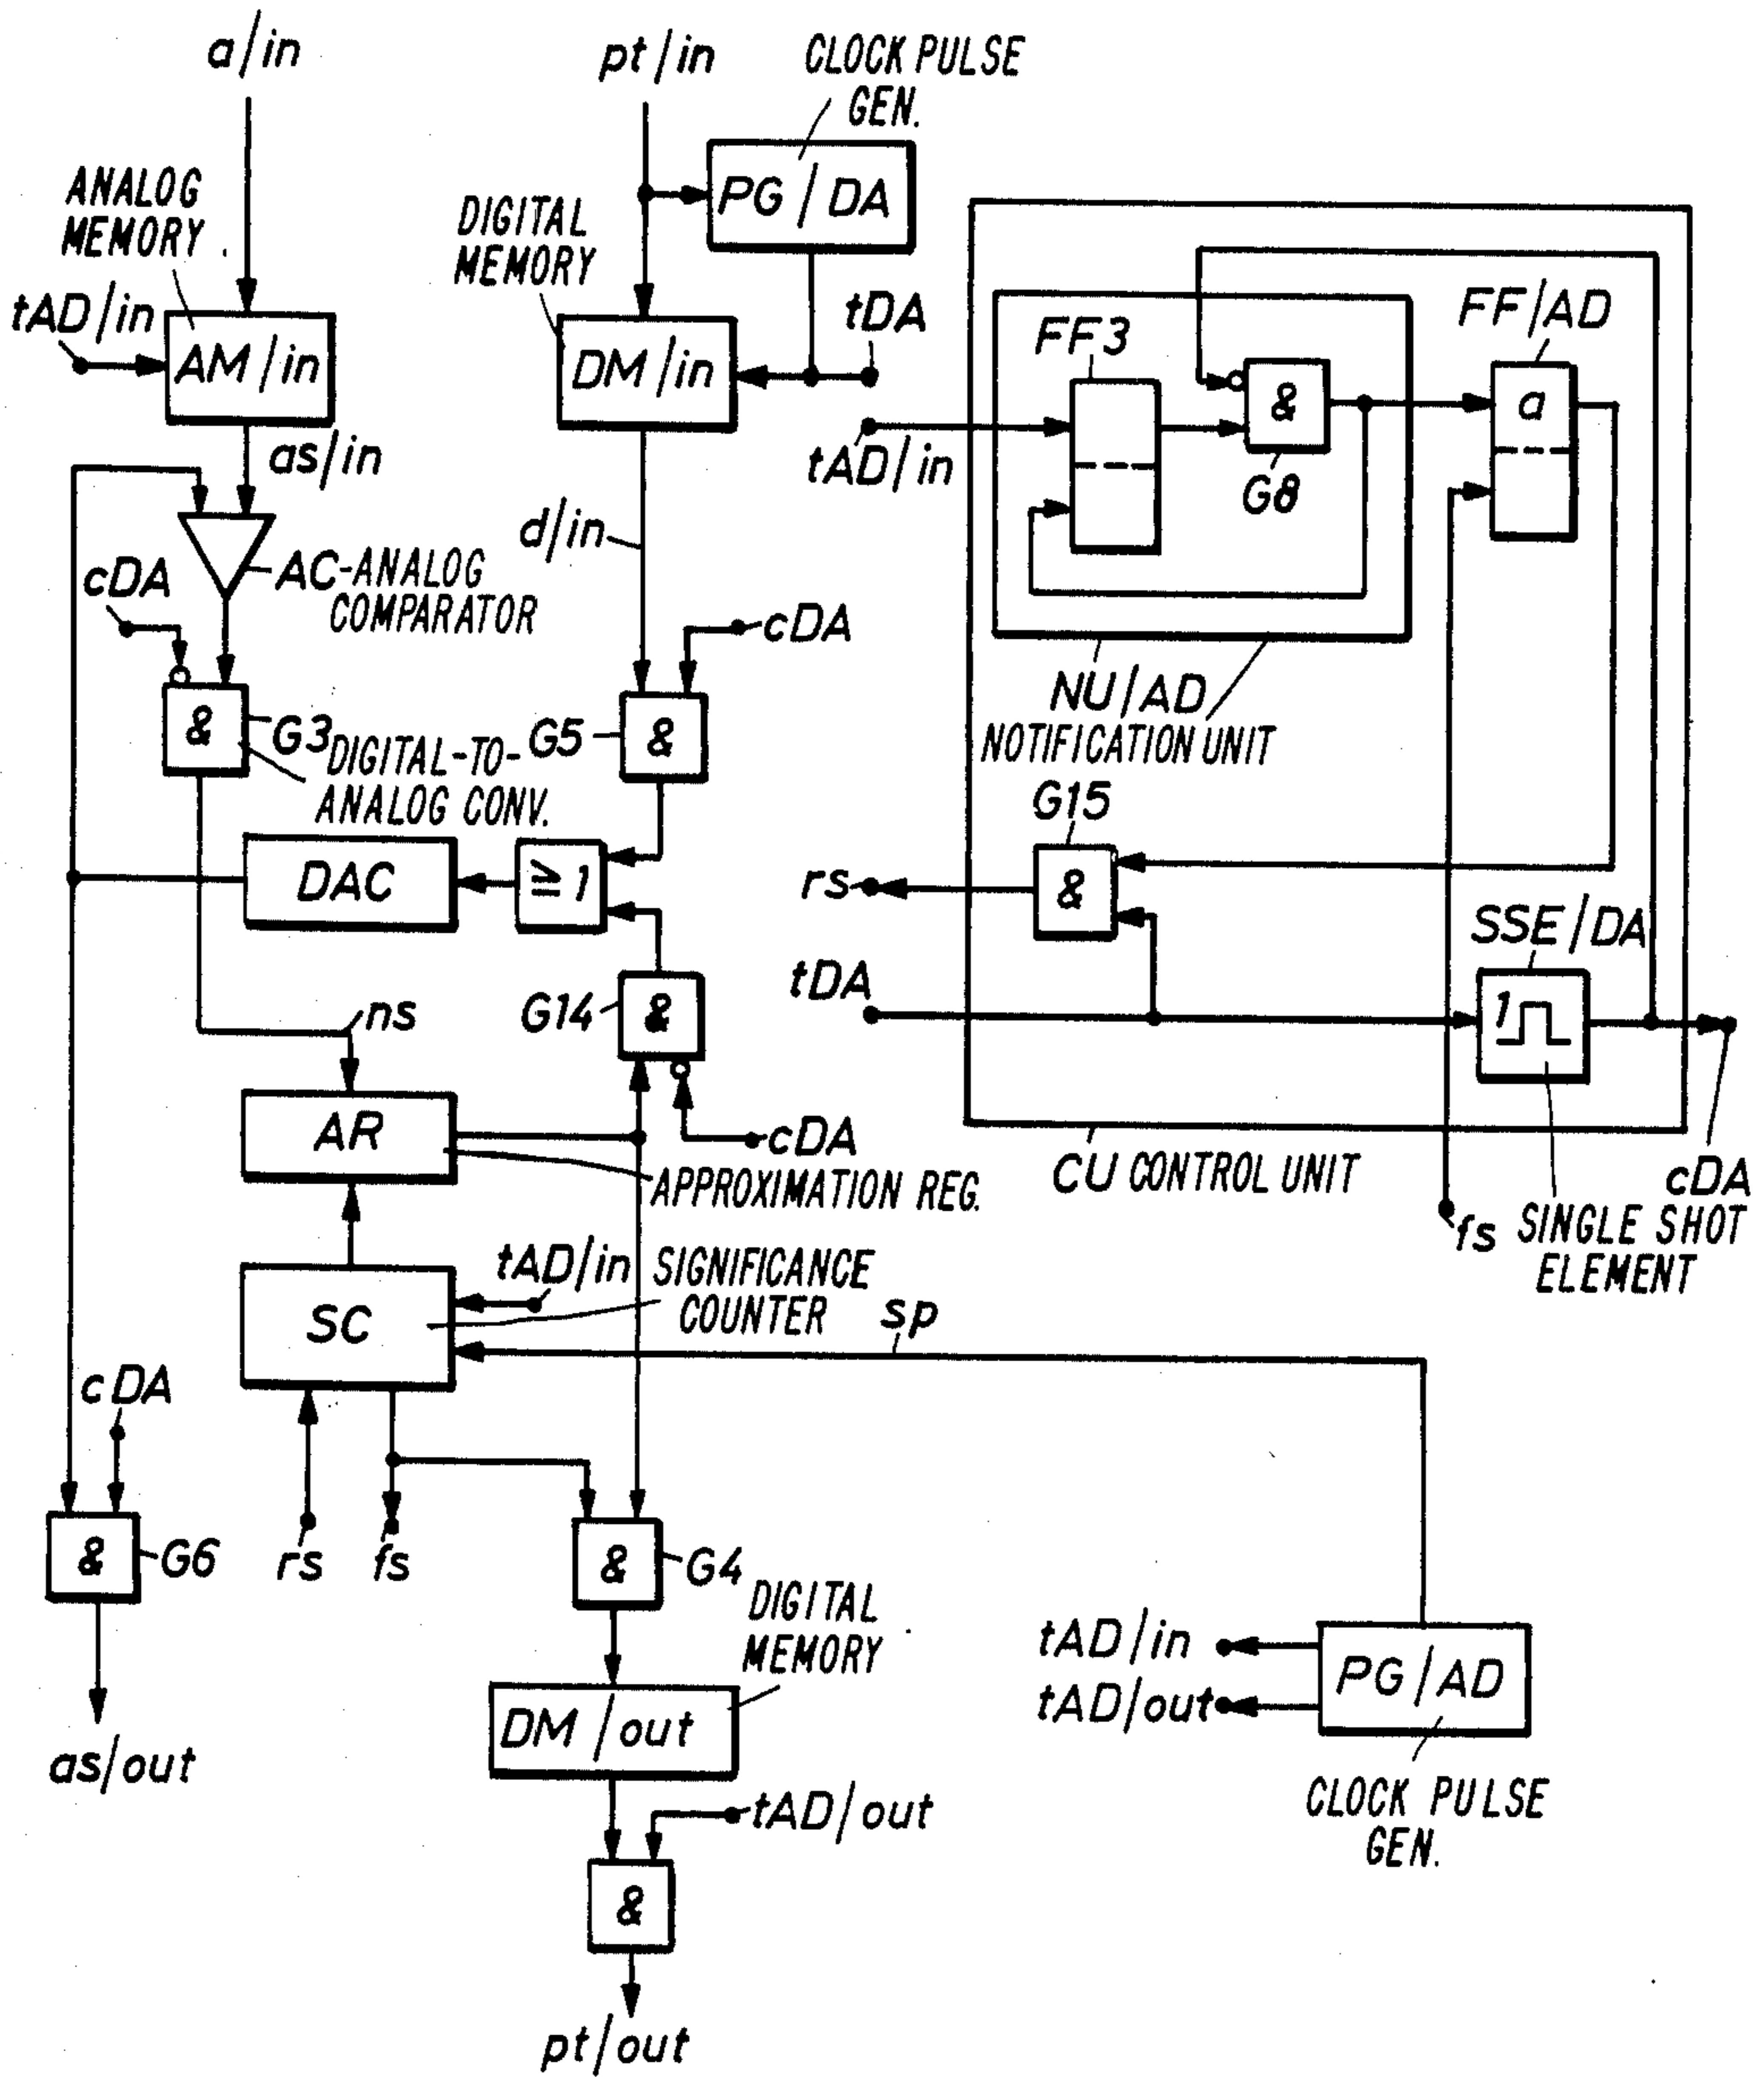 a/in
pt/in
CLOCK PULSE
GEN.
PG/DA
ANALOG
MEMORY
DIGITAL
MEMORY
tAD/in
AM/in
DM/in
tDA
as/in
d/in
cDA
AC-ANALOG
COMPARATOR
cDA
&
G3
DIGITAL-TO-
ANALOG CONV.
G5
&
DAC
≧1
G14
&
ns
AR
cDA
APPROXIMATION REG.
SC
tAD/in
SIGNIFICANCE
COUNTER
sp
cDA
&
G6
rs
fs
&
G4
DIGITAL
MEMORY
DM/out
as/out
tAD/out
&
pt/out
FF3
FF/AD
&
a
G8
tAD/in
NU/AD
NOTIFICATION UNIT
G15
rs
&
SSE/DA
tDA
1
CU CONTROL UNIT
cDA
fs
SINGLE SHOT
ELEMENT
tAD/in
tAD/out
PG/AD
CLOCK PULSE
GEN.